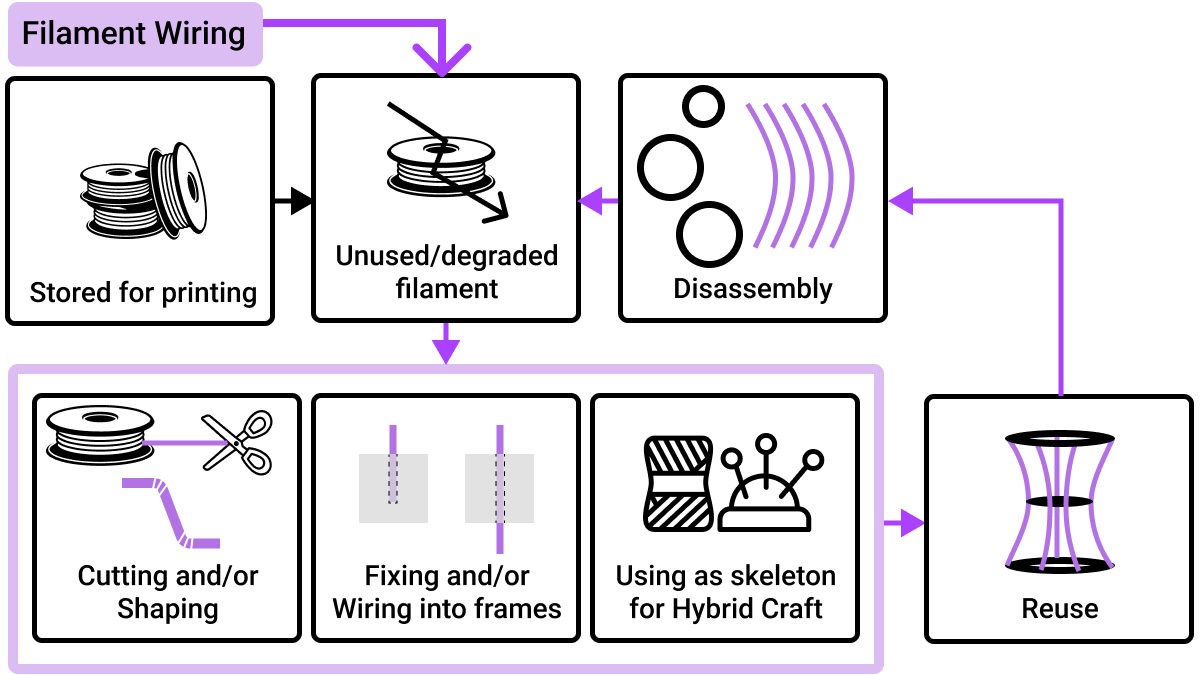 Filament Wiring
Stored for printing
Unused/degraded
filament
Disassembly
Cutting and/or
Shaping
Fixing and/or
Wiring into frames
Using as skeleton
for Hybrid Craft
Reuse